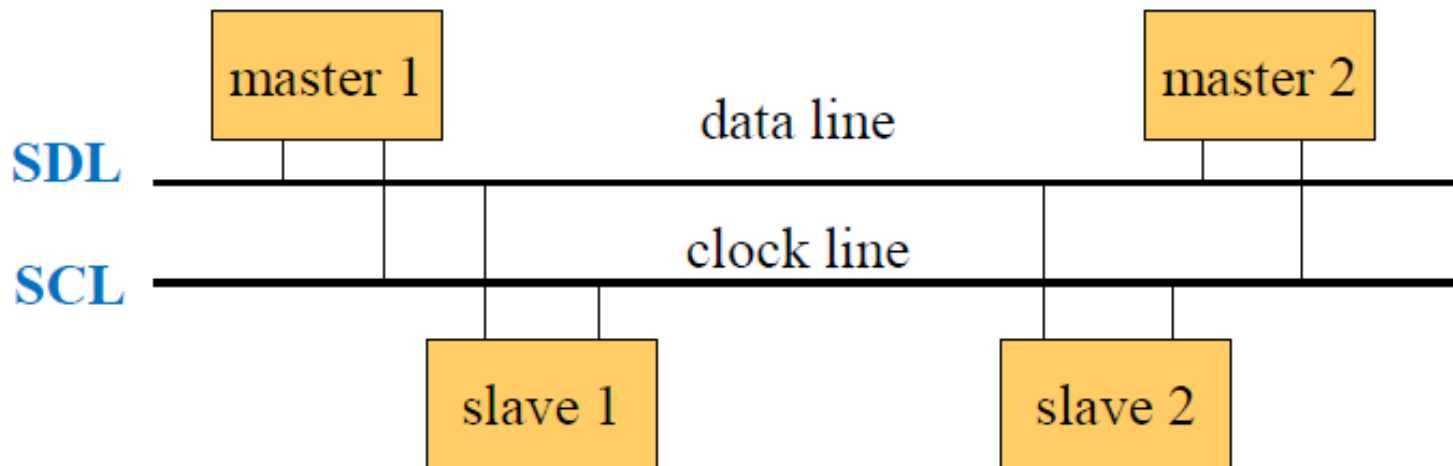 master 1
master 2
data line
SDL
clock line
SCL
slave 1
slave 2